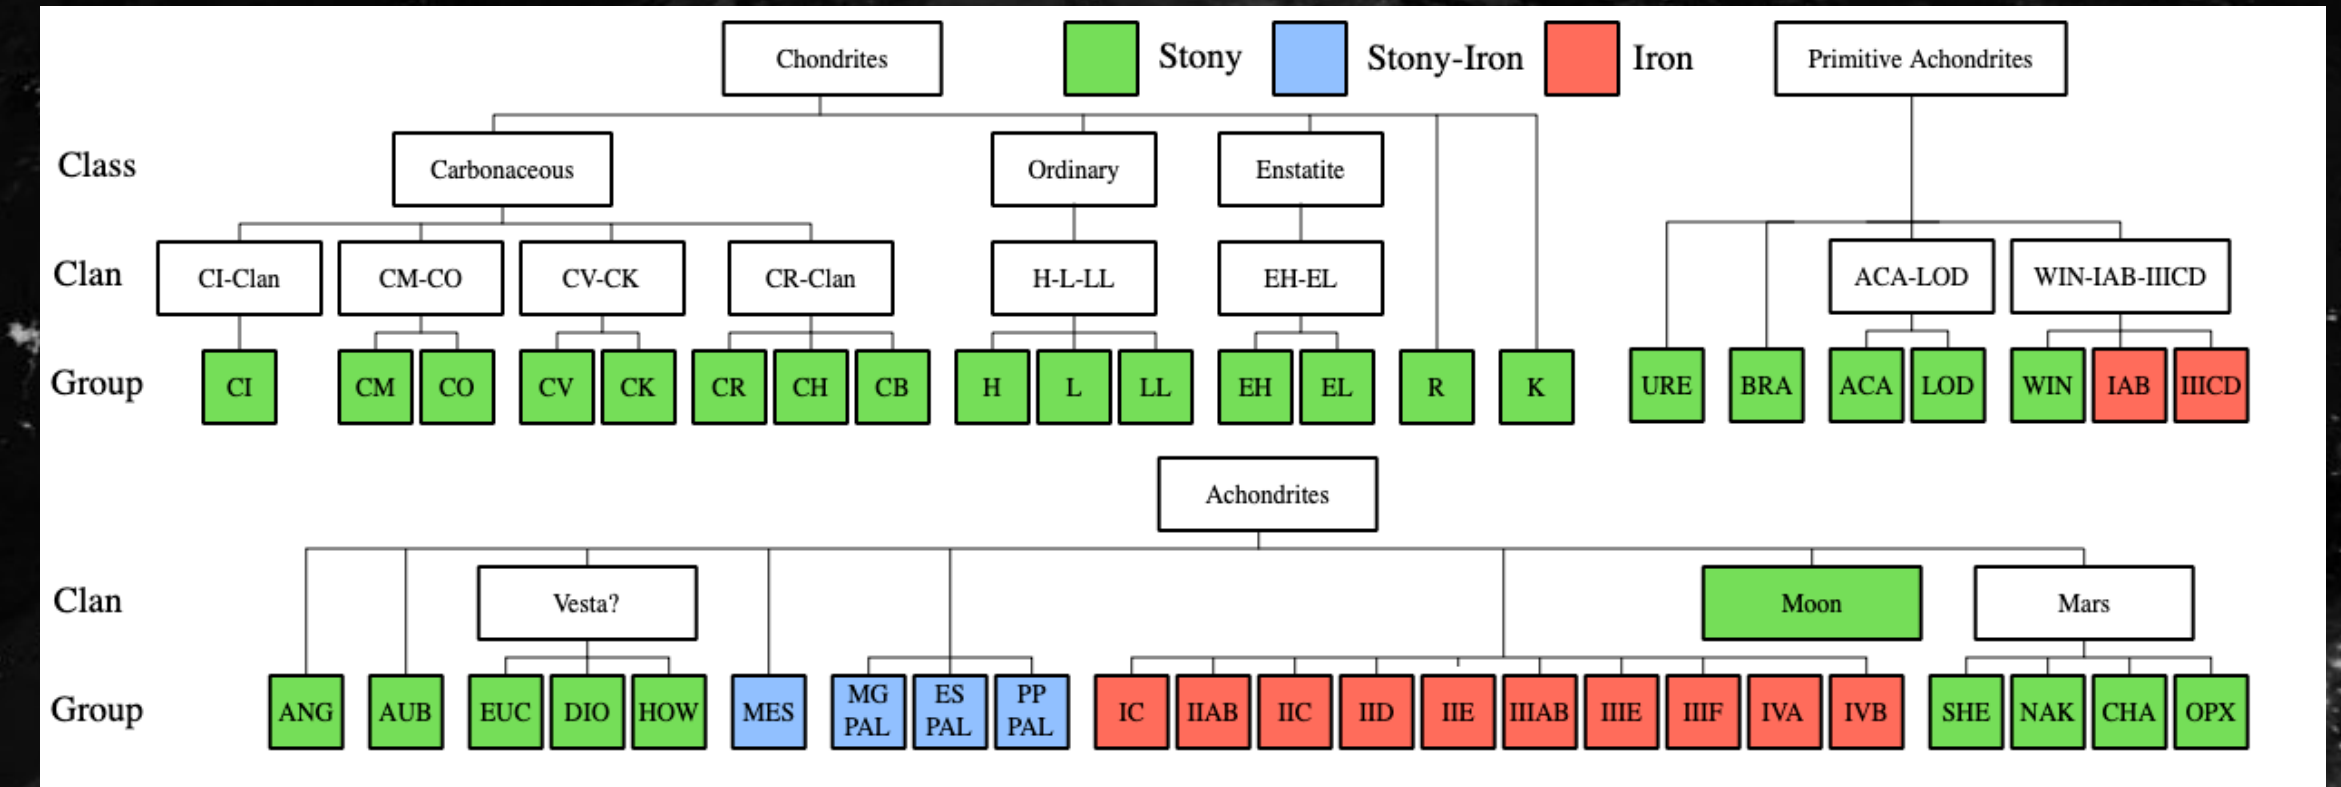 Chondrites
Stony
Stony-Iron
Iron
Primitive Achondrites
Class
Carbonaceous
Ordinary
Enstatite
Clan
CI-Clan
CM-CO
CV-CK
CR-Clan
H-L-LL
EH-EL
ACA-LOD
WIN-IAB-IIICD
Group
CI
CM
CO
CV
CK
CR
CH
CB
H
L
LL
EH
EL
R
K
URE
BRA
ACA
LOD
WIN
IAB
IIICD
Achondrites
Clan
Vesta?
Moon
Mars
Group
ANG
AUB
EUC
DIO
HOW
MES
MG
PAL
ES
PAL
PP
PAL
IC
IIAB
IIC
IID
IIE
IIIAB
IIIE
IIIF
IVA
IVB
SHE
NAK
CHA
OPX